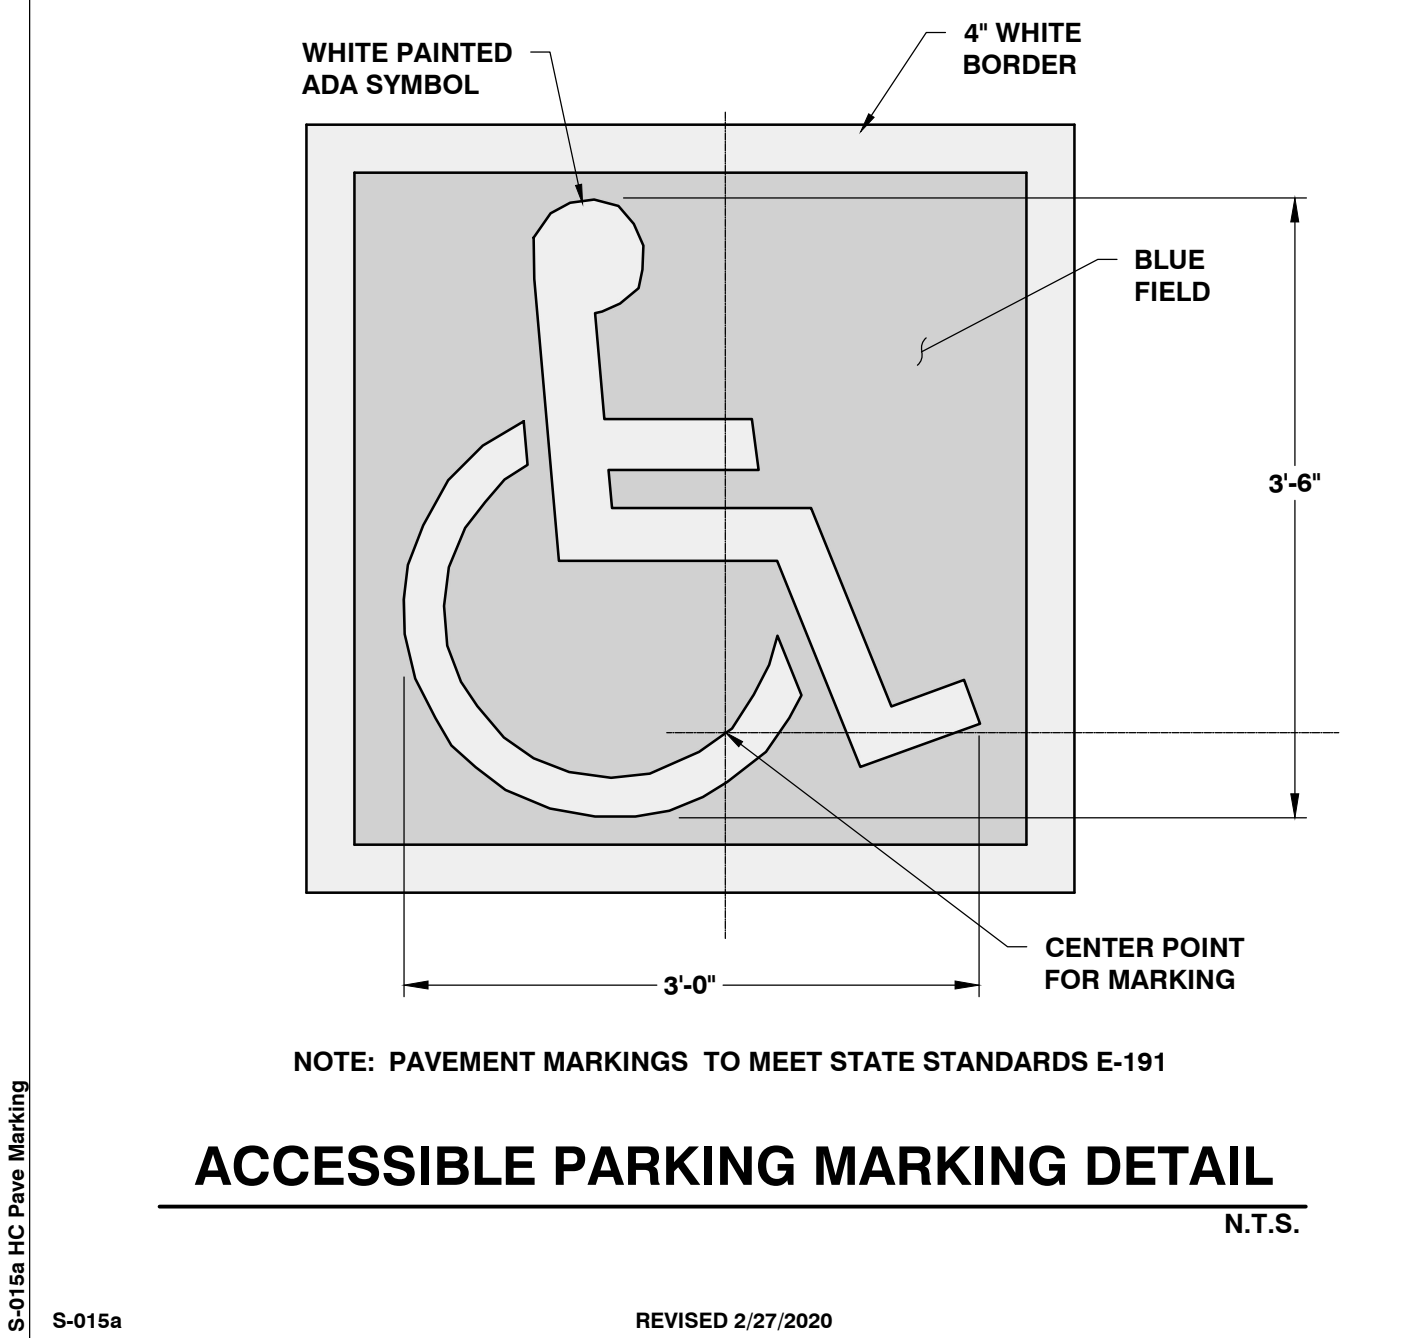 WHITE PAINTED
ADA SYMBOL
4" WHITE
BORDER
BLUE
FIELD
3'-6"
CENTER POINT
FOR MARKING
3'-0"
NOTE:  PAVEMENT MARKINGS  TO MEET STATE STANDARDS E-191
ACCESSIBLE PARKING MARKING DETAIL
N.T.S.
S-015a HC Pave Marking
S-015a
REVISED 2/27/2020